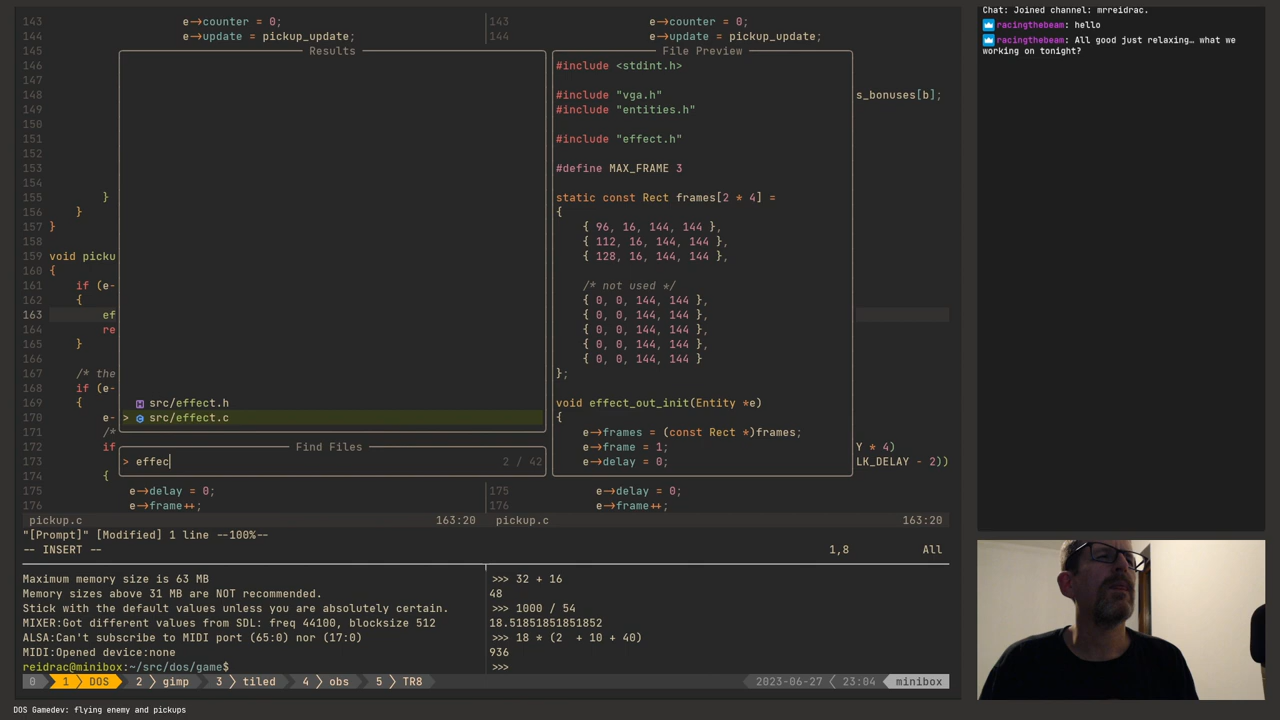 143 e->counter = 0;
144 e->update = pickup_update;
145
146
147
148
149
150
151
152
153
154
155 }
156 }
157 }
158
159 void picku
160 {
161 if (e-
162 {
163 ef
164 re
165 }
166
167 /* the
168 if (e-
169 {
170 e-
171 /*
172 if
173
174 {
175 e->delay = 0;
176 e->frame++;
143 e->counter = 0;
144 e->update = pickup_update;
s_bonuses[b];
Y * 4)
LK_DELAY - 2))
175 e->delay = 0;
176 e->frame++;
Results
src/effect.h
> src/effect.c
Find Files
> effec 2 / 42
File Preview
#include <stdint.h>
#include "vga.h"
#include "entities.h"
#include "effect.h"
#define MAX_FRAME 3
static const Rect frames[2 * 4] =
{
{ 96, 16, 144, 144 },
{ 112, 16, 144, 144 },
{ 128, 16, 144, 144 },
/* not used */
{ 0, 0, 144, 144 },
{ 0, 0, 144, 144 },
{ 0, 0, 144, 144 },
{ 0, 0, 144, 144 },
{ 0, 0, 144, 144 }
};
void effect_out_init(Entity *e)
{
e->frames = (const Rect *)frames;
e->frame = 1;
e->delay = 0;
pickup.c 163:20
pickup.c 163:20
"[Prompt]" [Modified] 1 line --100%--
-- INSERT -- 1,8 All
Maximum memory size is 63 MB
Memory sizes above 31 MB are NOT recommended.
Stick with the default values unless you are absolutely certain.
MIXER:Got different values from SDL: freq 44100, blocksize 512
ALSA:Can't subscribe to MIDI port (65:0) nor (17:0)
MIDI:Opened device:none
reidrac@minibox:~/src/dos/game$
>>> 32 + 16
48
>>> 1000 / 54
18.51851851851852
>>> 18 * (2 + 10 + 40)
936
>>>
0 1 DOS 2 gimp 3 tiled 4 obs 5 TR8 2023-06-27 23:04 minibox
DOS Gamedev: flying enemy and pickups
Chat: Joined channel: mrreidrac.
racingthebeam: hello
racingthebeam: All good just relaxing… what we
working on tonight?